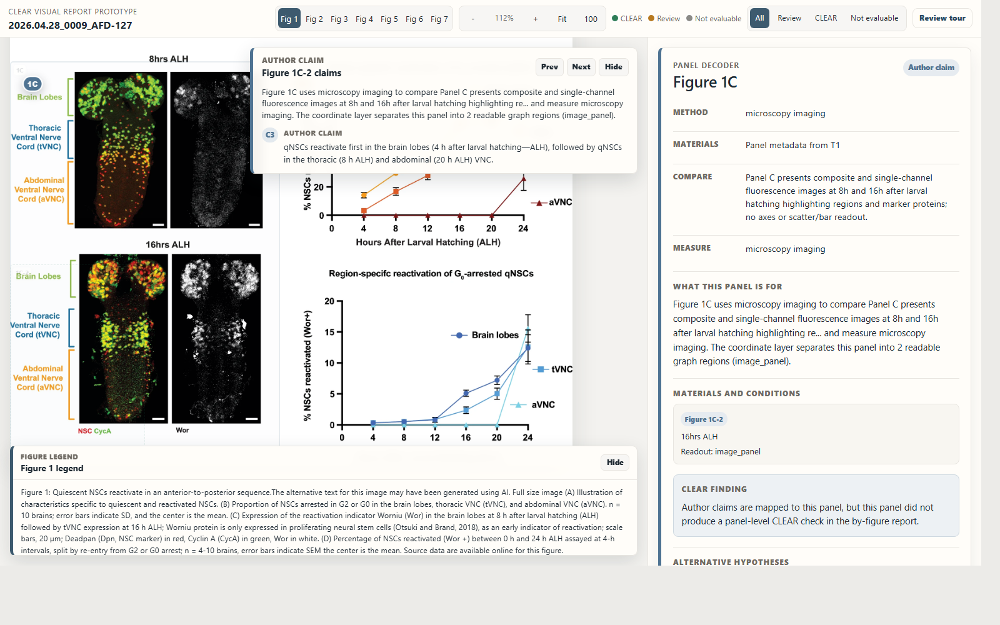 CLEAR VISUAL REPORT PROTOTYPE
2026.04.28_0009_AFD-127
Fig 1 Fig 2 Fig 3 Fig 4 Fig 5 Fig 6 Fig 7
- 112% + Fit 100
CLEAR Review Not evaluable
All Review CLEAR Not evaluable
Review tour
8hrs ALH
1C
1C
Brain Lobes
Thoracic
Ventral Nerve
Cord (tVNC)
Abdominal
Ventral Nerve
Cord (aVNC)
16hrs ALH
Brain Lobes
Thoracic
Ventral Nerve
Cord (tVNC)
Abdominal
Ventral Nerve
Cord (aVNC)
NSC CycA
Wor
AUTHOR CLAIM
Figure 1C-2 claims
Prev Next Hide
Figure 1C uses microscopy imaging to compare Panel C presents composite and single-channel
fluorescence images at 8h and 16h after larval hatching highlighting re... and measure microscopy
imaging. The coordinate layer separates this panel into 2 readable graph regions (image_panel).
C3 AUTHOR CLAIM
qNSCs reactivate first in the brain lobes (4 h after larval hatching—ALH), followed by qNSCs
in the thoracic (8 h ALH) and abdominal (20 h ALH) VNC.
% NSCs
20
0
0 4 8 12 16 20 24
aVNC
Hours After Larval Hatching (ALH)
Region-specifc reactivation of G0-arrested qNSCs
% NSCs reactivated (Wor+)
20
15
10
5
0
0 4 8 12 16 20 24
Brain lobes
tVNC
aVNC
FIGURE LEGEND
Figure 1 legend
Hide
Figure 1: Quiescent NSCs reactivate in an anterior-to-posterior sequence.The alternative text for this image may have been generated using AI. Full size image (A) Illustration of
characteristics specific to quiescent and reactivated NSCs. (B) Proportion of NSCs arrested in G2 or G0 in the brain lobes, thoracic VNC (tVNC), and abdominal VNC (aVNC). n =
10 brains; error bars indicate SD, and the center is the mean. (C) Expression of the reactivation indicator Worniu (Wor) in the brain lobes at 8 h after larval hatching (ALH)
followed by tVNC expression at 16 h ALH; Worniu protein is only expressed in proliferating neural stem cells (Otsuki and Brand, 2018), as an early indicator of reactivation; scale
bars, 20 μm; Deadpan (Dpn, NSC marker) in red, Cyclin A (CycA) in green, Wor in white. (D) Percentage of NSCs reactivated (Wor +) between 0 h and 24 h ALH assayed at 4-h
intervals, split by re-entry from G2 or G0 arrest; n = 4-10 brains, error bars indicate SEM the center is the mean. Source data are available online for this figure.
PANEL DECODER
Figure 1C
Author claim
METHOD microscopy imaging
MATERIALS Panel metadata from T1
COMPARE Panel C presents composite and single-channel
fluorescence images at 8h and 16h after larval
hatching highlighting regions and marker proteins;
no axes or scatter/bar readout.
MEASURE microscopy imaging
WHAT THIS PANEL IS FOR
Figure 1C uses microscopy imaging to compare Panel C presents
composite and single-channel fluorescence images at 8h and 16h
after larval hatching highlighting re... and measure microscopy
imaging. The coordinate layer separates this panel into 2 readable
graph regions (image_panel).
MATERIALS AND CONDITIONS
Figure 1C-2
16hrs ALH
Readout: image_panel
CLEAR FINDING
Author claims are mapped to this panel, but this panel did not
produce a panel-level CLEAR check in the by-figure report.
ALTERNATIVE HYPOTHESES